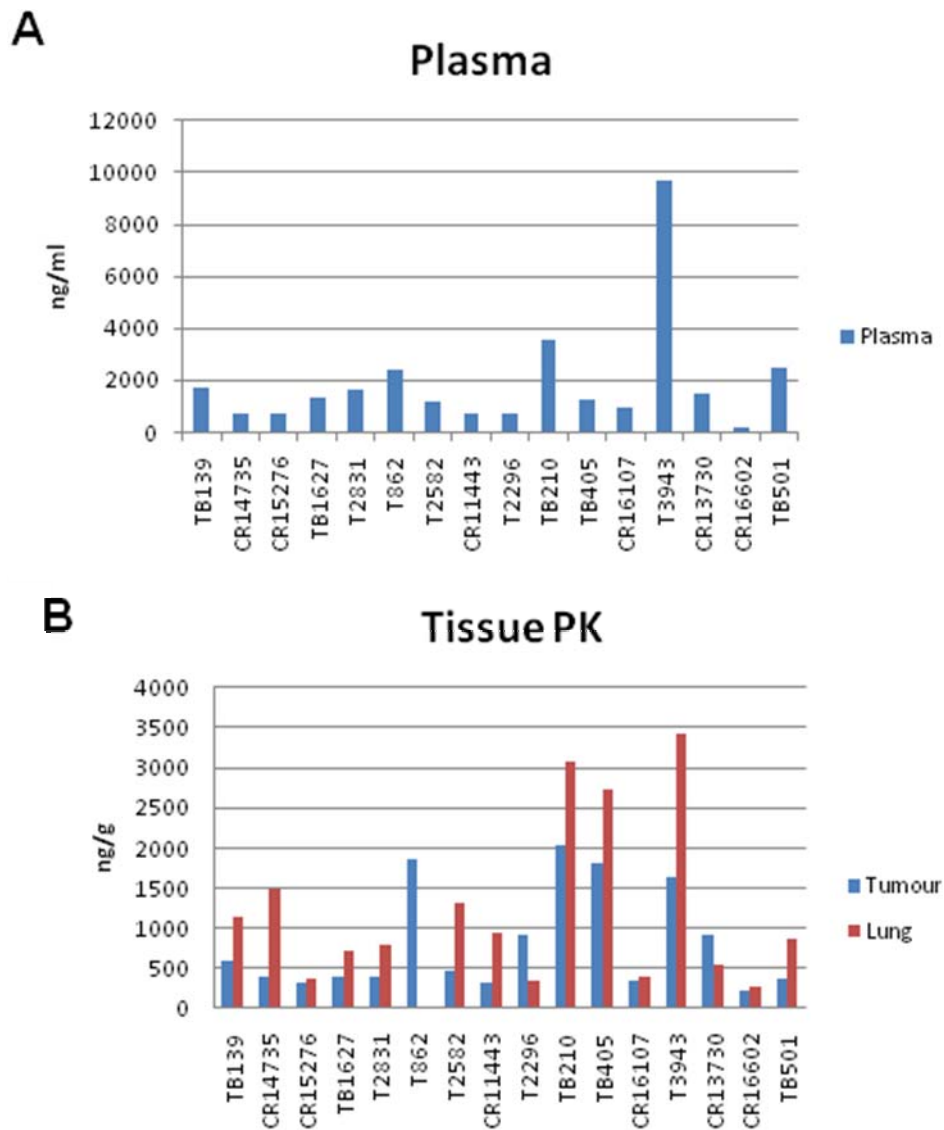 A
Plasma
12000
10000
8000
6000
4000
2000
0
ng/ml
Plasma
TB139
CR14735
CR15276
TB1627
T2831
T862
T2582
CR11443
T2296
TB210
TB405
CR16107
T3943
CR13730
CR16602
TB501
B
Tissue PK
4000
3500
3000
2500
2000
1500
1000
500
0
ng/g
Tumour
Lung
TB139
CR14735
CR15276
TB1627
T2831
T862
T2582
CR11443
T2296
TB210
TB405
CR16107
T3943
CR13730
CR16602
TB501